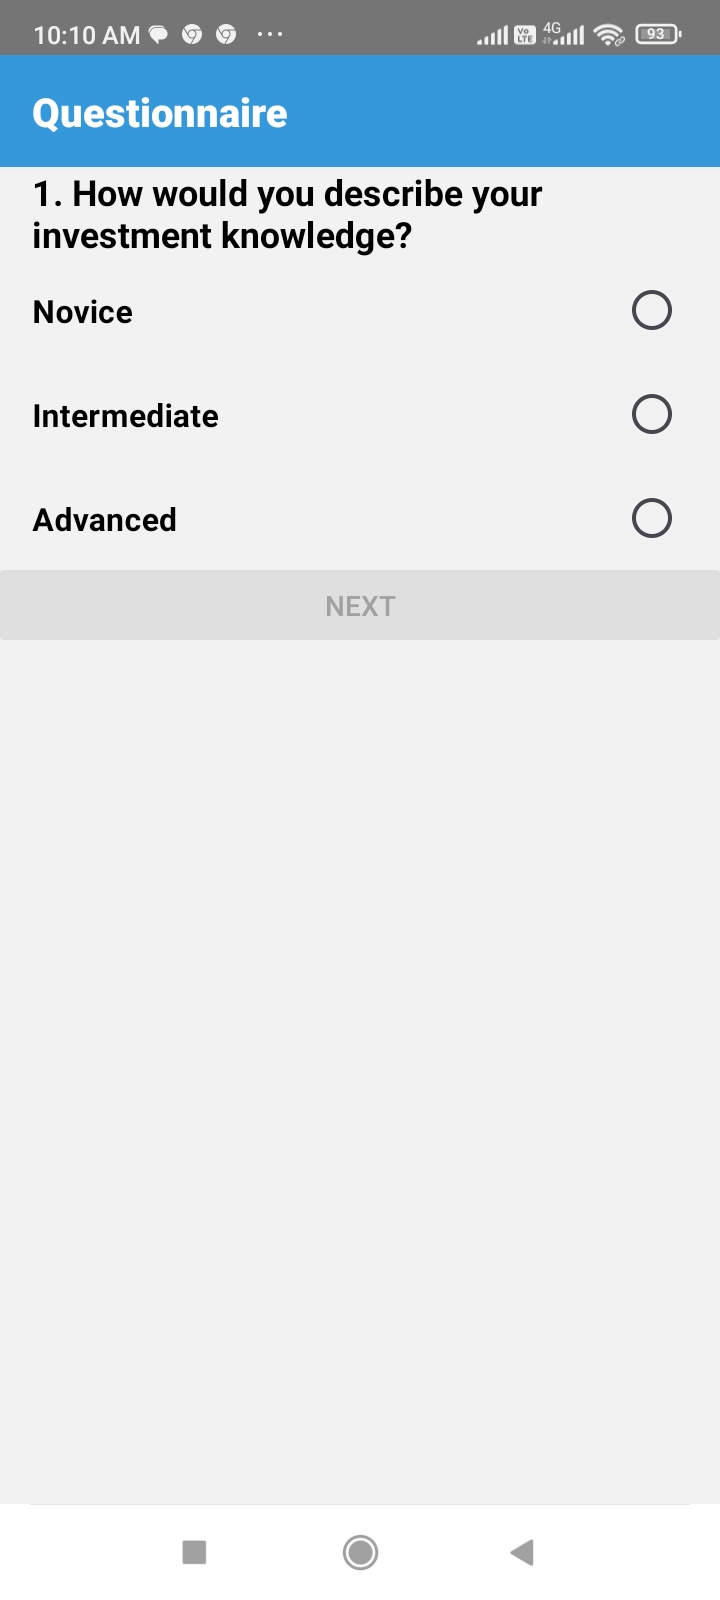 10:10 AM
Vo LTE
4G
93
Questionnaire
1. How would you describe your
investment knowledge?
Novice
Intermediate
Advanced
NEXT